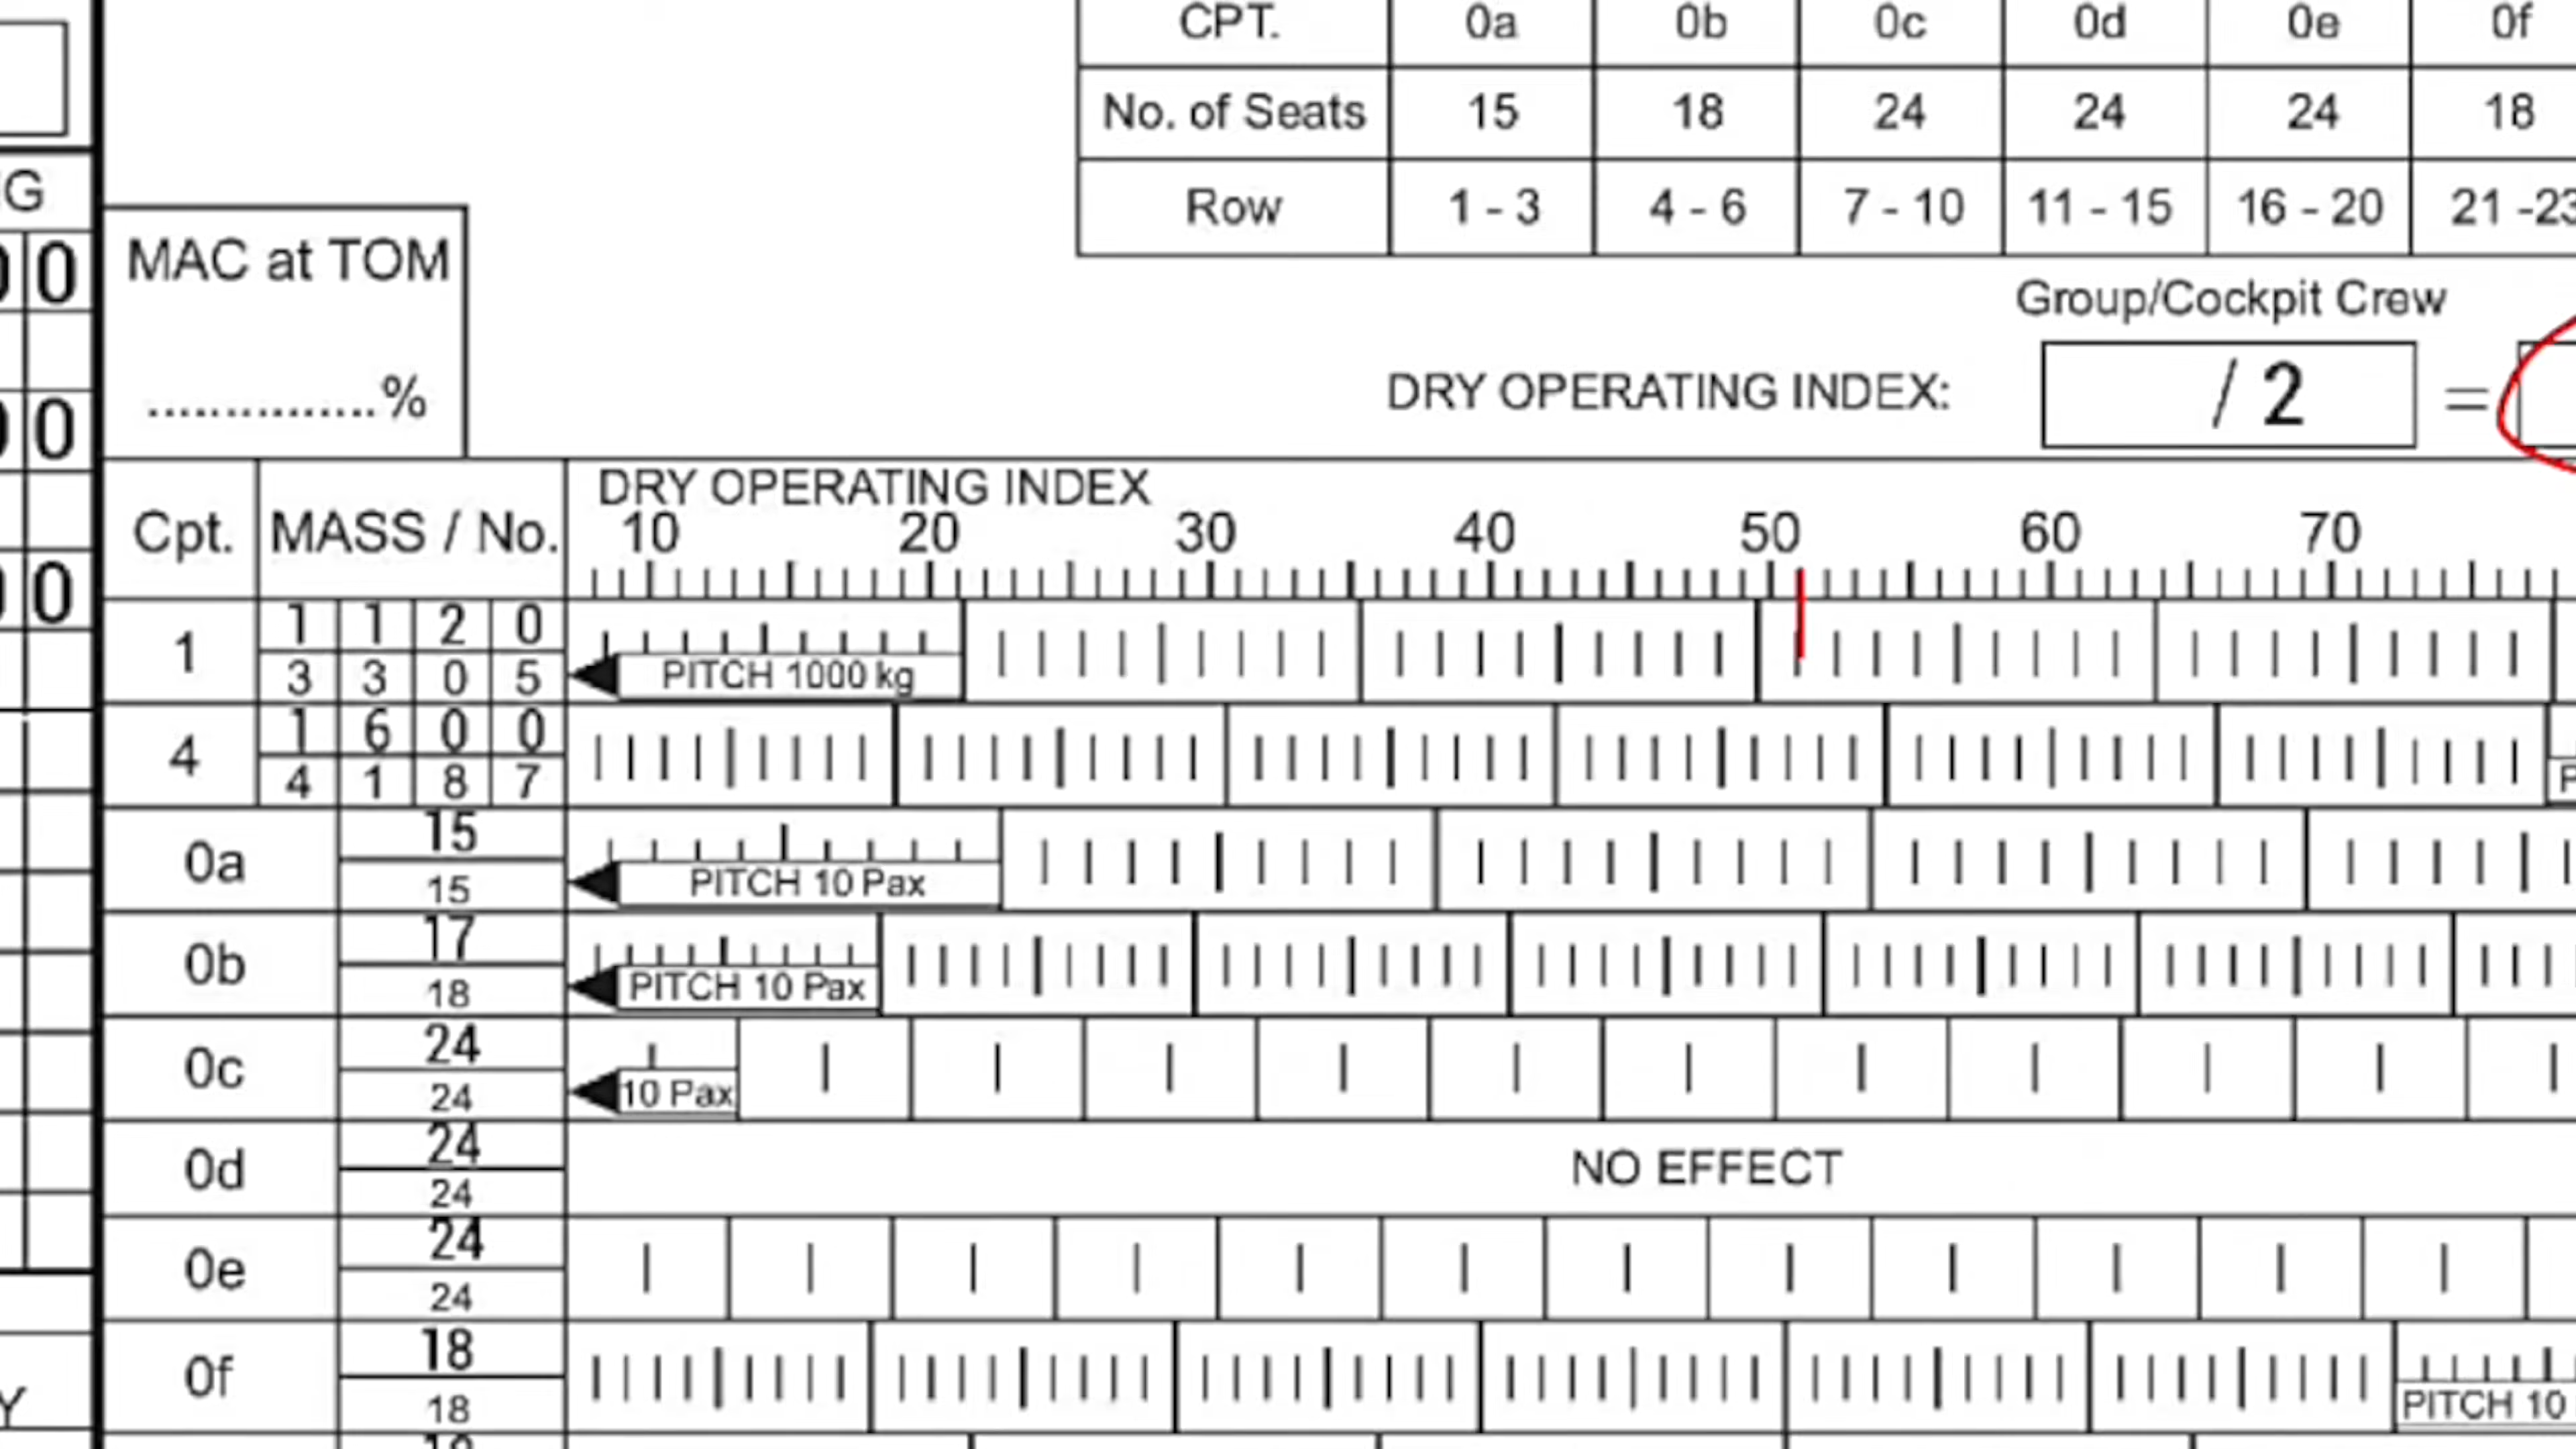 CPT. 0a 0b 0c 0d 0e 0f
No. of Seats 15 18 24 24 24 18
Row 1 - 3 4 - 6 7 - 10 11 - 15 16 - 20 21 -23
G
0
0
0
MAC at TOM
...............%
Group/Cockpit Crew
DRY OPERATING INDEX: / 2 =
Cpt. MASS / No.
DRY OPERATING INDEX
10 20 30 40 50 60 70
1 1 1 2 0
3 3 0 5
PITCH 1000 kg
4 1 6 0 0
4 1 8 7
P
0a 15
15
PITCH 10 Pax
0b 17
18
PITCH 10 Pax
0c 24
24
10 Pax
0d 24
24
NO EFFECT
0e 24
24
0f 18
18
PITCH 10
Y